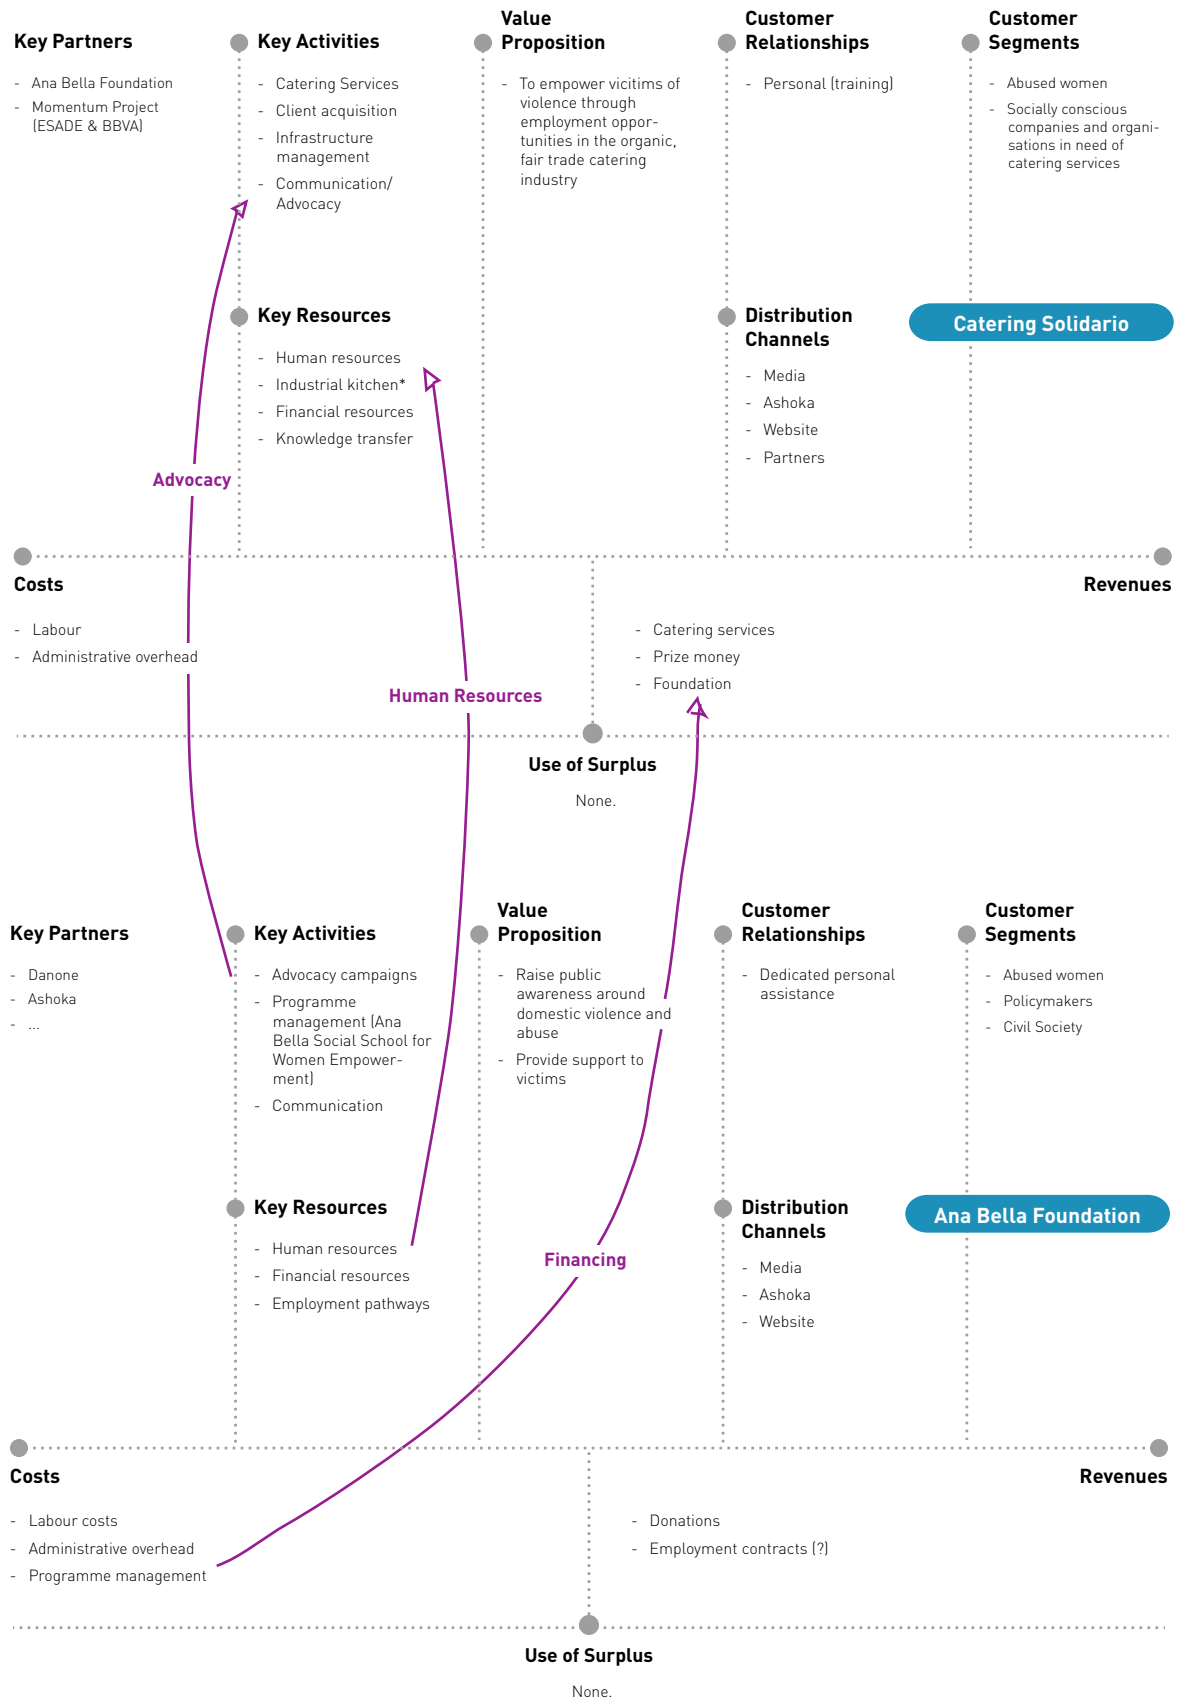 Key Partners
- Ana Bella Foundation
- Momentum Project
(ESADE & BBVA)
Key Activities
- Catering Services
- Client acquisition
- Infrastructure
management
- Communication/
Advocacy
Value
Proposition
- To empower vicitims of
violence through
employment oppor-
tunities in the organic,
fair trade catering
industry
Customer
Relationships
- Personal (training)
Customer
Segments
- Abused women
- Socially conscious
companies and organi-
sations in need of
catering services
Key Resources
- Human resources
- Industrial kitchen*
- Financial resources
- Knowledge transfer
Distribution
Channels
- Media
- Ashoka
- Website
- Partners
Catering Solidario
Advocacy
Costs
- Labour
- Administrative overhead
Human Resources
Revenues
- Catering services
- Prize money
- Foundation
Use of Surplus
None.
Key Partners
- Danone
- Ashoka
- ...
Key Activities
- Advocacy campaigns
- Programme
management (Ana
Bella Social School for
Women Empower-
ment)
- Communication
Value
Proposition
- Raise public
awareness around
domestic violence and
abuse
- Provide support to
victims
Customer
Relationships
- Dedicated personal
assistance
Customer
Segments
- Abused women
- Policymakers
- Civil Society
Key Resources
- Human resources
- Financial resources
- Employment pathways
Financing
Distribution
Channels
- Media
- Ashoka
- Website
Ana Bella Foundation
Costs
- Labour costs
- Administrative overhead
- Programme management
Revenues
- Donations
- Employment contracts (?)
Use of Surplus
None.